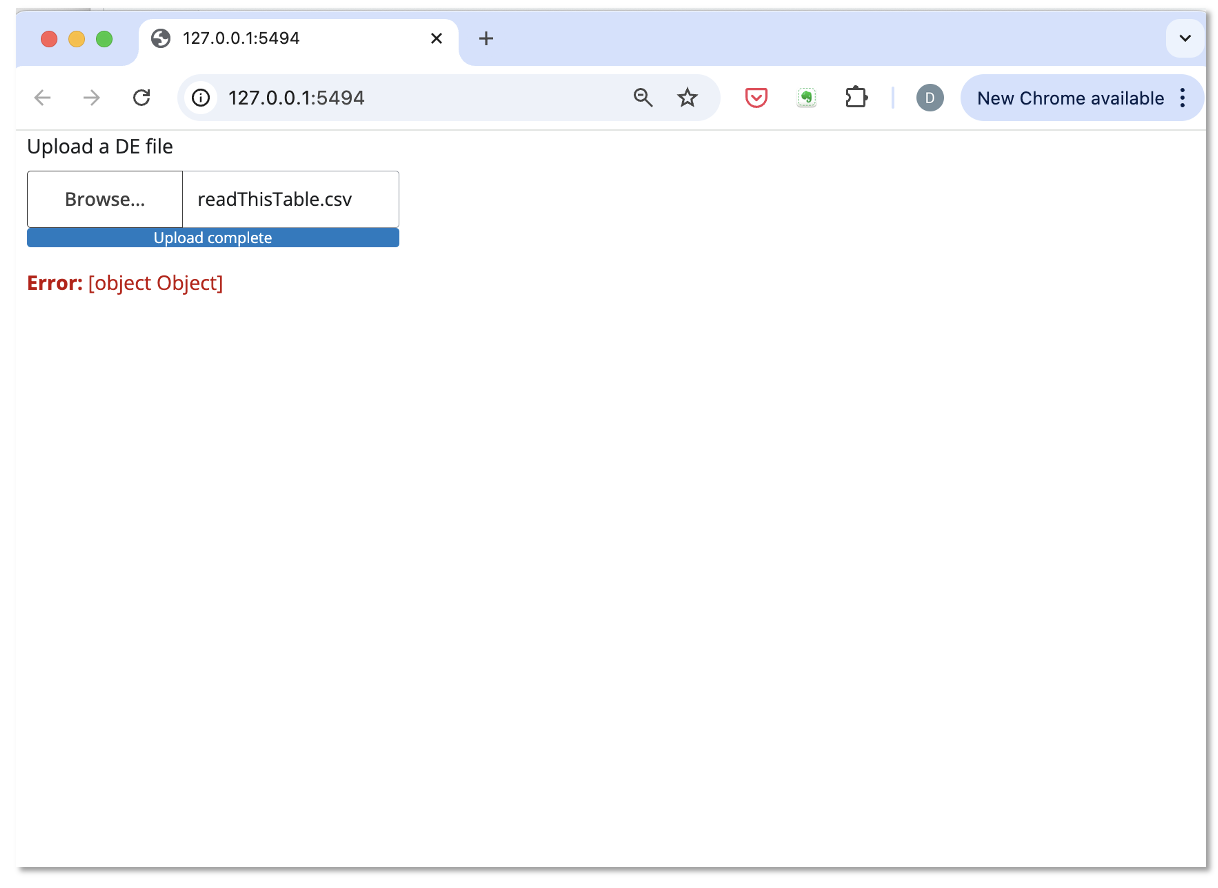 127.0.0.1:5494
127.0.0.1:5494
D
New Chrome available
Upload a DE file
Browse... readThisTable.csv
Upload complete
Error: [object Object]